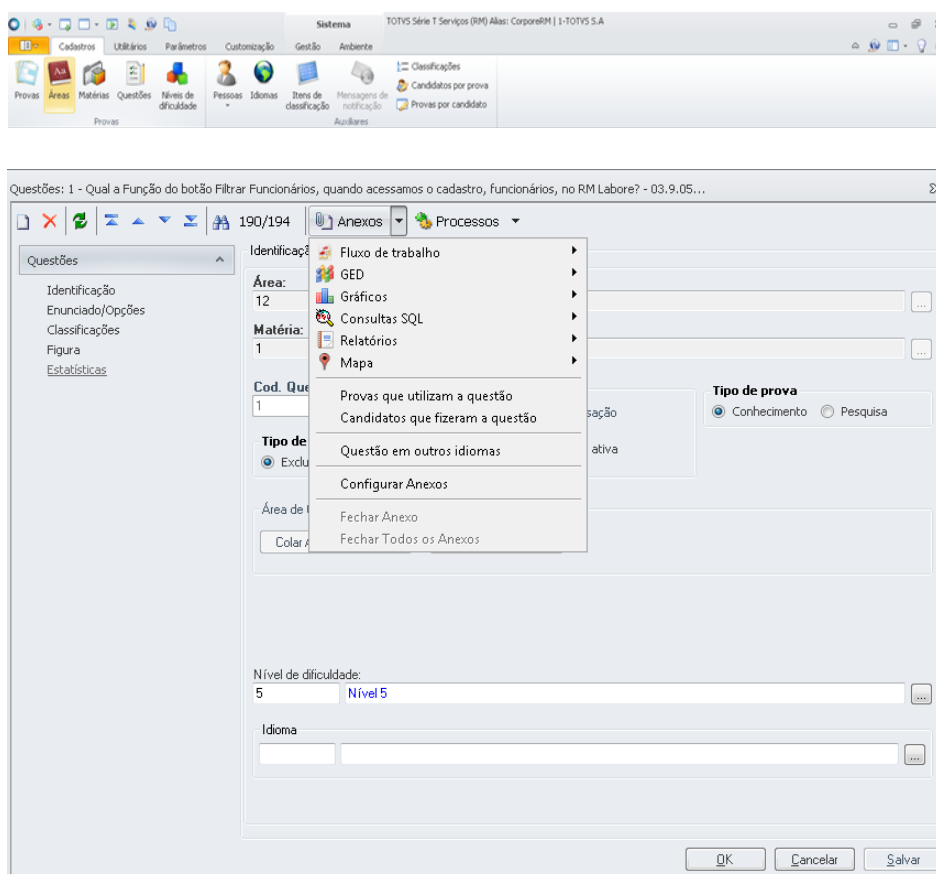 Sistema TOTVS Série T Serviços (RM) Alias: CorporeRM | 1-TOTVS S.A
Cadastros Utilitários Parâmetros Customização Gestão Ambiente
Provas Áreas Matérias Questões Níveis de dificuldade Pessoas Idiomas Itens de classificação Mensagens de notificação
Classificações
Candidatos por prova
Provas por candidato
Provas Auxiliares
Questões: 1 - Qual a Função do botão Filtrar Funcionários, quando acessamos o cadastro, funcionários, no RM Labore? - 03.9.05...
190/194 Anexos Processos
Questões
Identificação
Enunciado/Opções
Classificações
Figura
Estatísticas
Identificaçã
Área:
12
Matéria:
1
Cod. Que
1
Tipo de
Exclu
Área de
Colar
Fluxo de trabalho
GED
Gráficos
Consultas SQL
Relatórios
Mapa
Provas que utilizam a questão
Candidatos que fizeram a questão
Questão em outros idiomas
Configurar Anexos
Fechar Anexo
Fechar Todos os Anexos
sação
ativa
Tipo de prova
Conhecimento Pesquisa
Nível de dificuldade:
5 Nível 5
Idioma
OK Cancelar Salvar